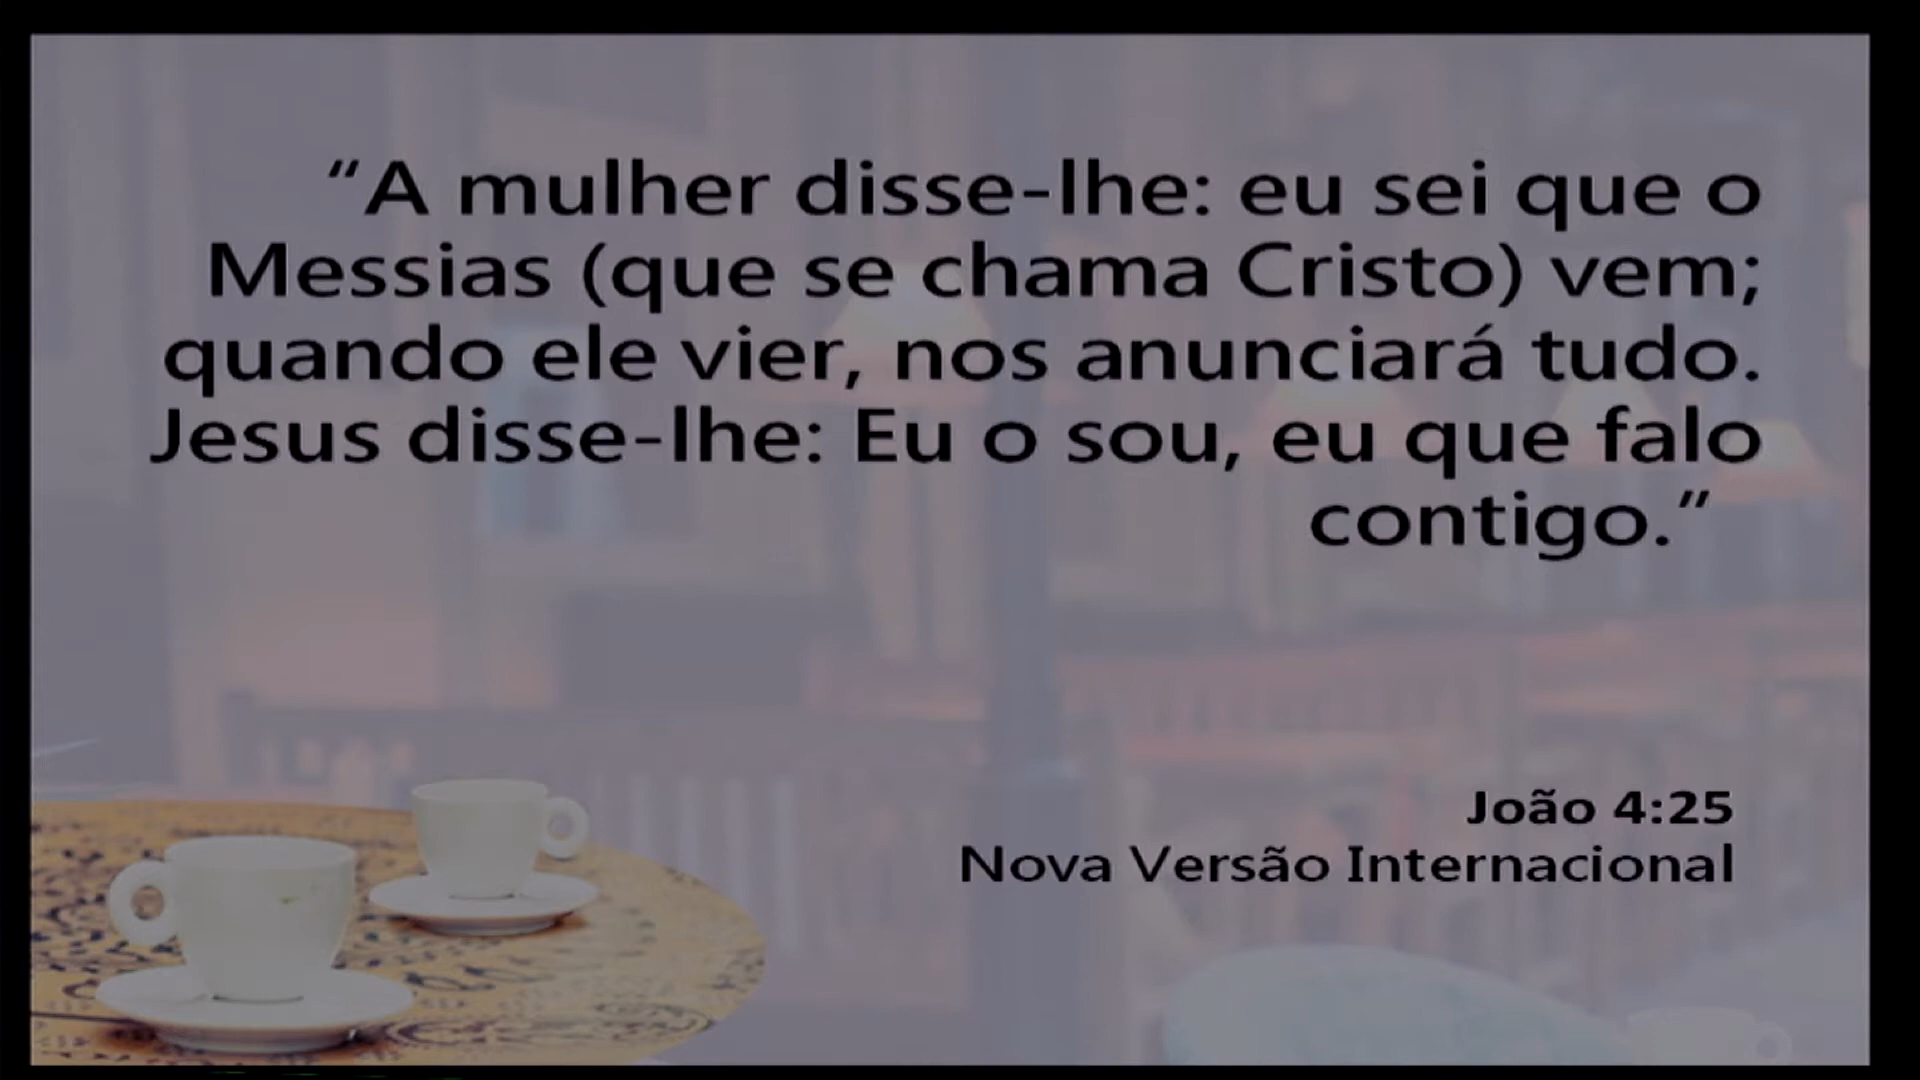 “A mulher disse-lhe: eu sei que o
Messias (que se chama Cristo) vem;
quando ele vier, nos anunciará tudo.
Jesus disse-lhe: Eu o sou, eu que falo
contigo.”
João 4:25
Nova Versão Internacional